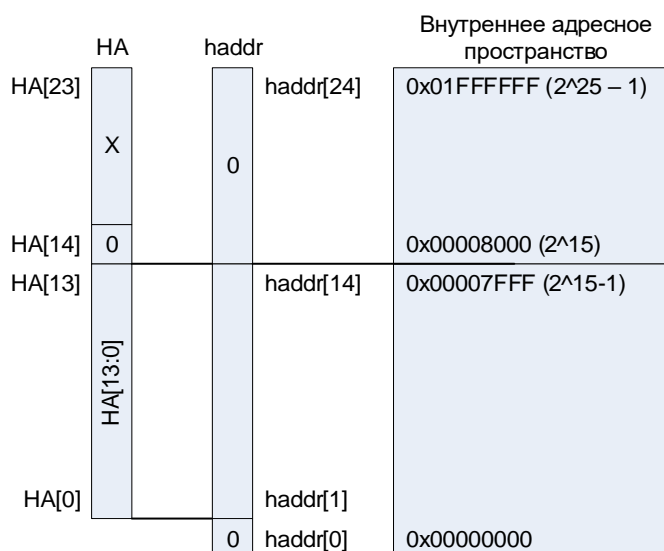 Внутреннее адресное
HA haddr пространство
HA[23] haddr[24] 0x01FFFFFF (2^25 – 1)
X
0
HA[14] 0 0x00008000 (2^15)
HA[13] haddr[14] 0x00007FFF (2^15-1)
HA[13:0]
HA[0] haddr[1]
0 haddr[0] 0x00000000